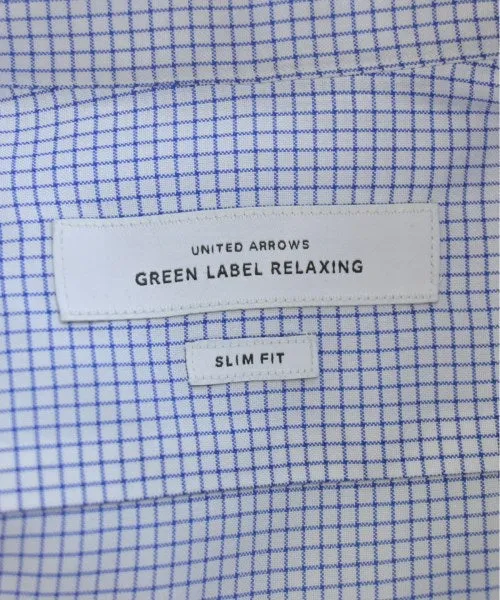 UNITED ARROWS
GREEN LABEL RELAXING
SLIM FIT